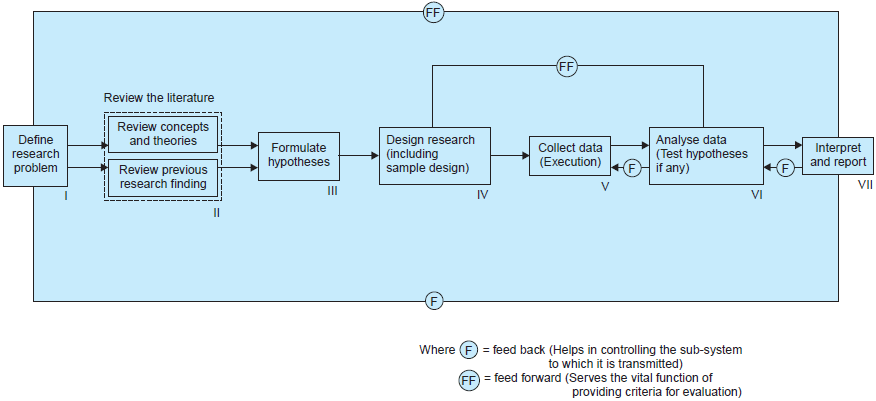 FF
FF
Review the literature
Define
research
problem
I
Review concepts
and theories
Review previous
research finding
II
Formulate
hypotheses
III
Design research
(including
sample design)
IV
Collect data
(Execution)
V
F
Analyse data
(Test hypotheses
if any)
VI
F
Interpret
and report
VII
F
Where F = feed back (Helps in controlling the sub-system
to which it is transmitted)
FF = feed forward (Serves the vital function of
providing criteria for evaluation)